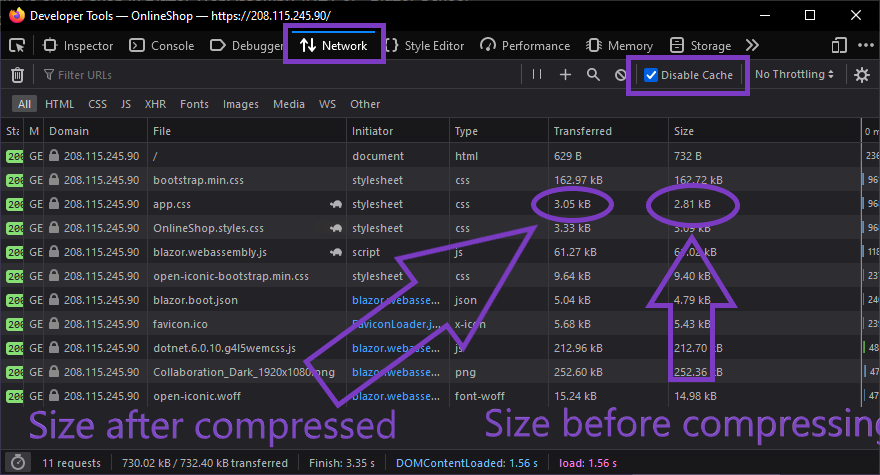 Developer Tools — OnlineShop — https://208.115.245.90/
Inspector Console Debugger Network Style Editor Performance Memory Storage
Filter URLs Disable Cache No Throttling
All HTML CSS JS XHR Fonts Images Media WS Other
Sta M Domain File Initiator Type Transferred Size 0 m
200 GE 208.115.245.90 / document html 629 B 732 B 236
200 GE 208.115.245.90 bootstrap.min.css stylesheet css 162.97 kB 162.72 kB 96
200 GE 208.115.245.90 app.css stylesheet css 3.05 kB 2.81 kB 96
200 GE 208.115.245.90 OnlineShop.styles.css stylesheet css 3.33 kB 3.09 kB 96
200 GE 208.115.245.90 blazor.webassembly.js script js 61.27 kB 61.02 kB 118
200 GE 208.115.245.90 open-iconic-bootstrap.min.css stylesheet css 9.64 kB 9.40 kB 237
200 GE 208.115.245.90 blazor.boot.json blazor.webasse... json 5.04 kB 4.79 kB 240
200 GE 208.115.245.90 favicon.ico FaviconLoader.j... x-icon 5.68 kB 5.43 kB 239
200 GE 208.115.245.90 dotnet.6.0.10.g4l5wemcss.js blazor.webasse... js 212.96 kB 212.70 kB 48
200 GE 208.115.245.90 Collaboration_Dark_1920x1080.png blazor.webasse... png 252.60 kB 252.36 kB 47
200 GE 208.115.245.90 open-iconic.woff blazor.webasse... font-woff 15.24 kB 14.98 kB 47
Size after compressed
Size before compressing
11 requests 730.02 kB / 732.40 kB transferred Finish: 3.35 s DOMContentLoaded: 1.56 s load: 1.56 s